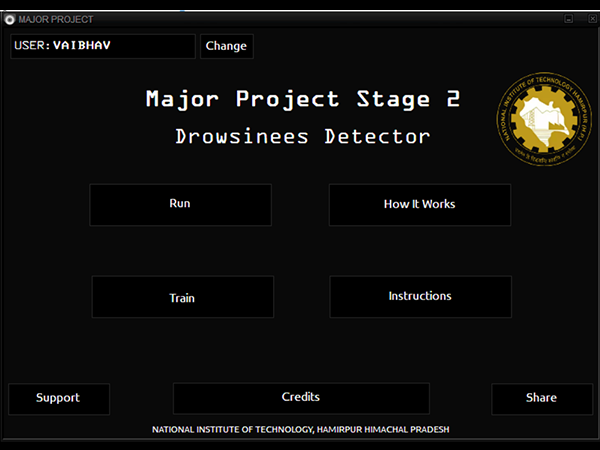 MAJOR PROJECT
USER: VAIBHAV
Change
Major Project Stage 2
Drowsinees Detector
NATIONAL INSTITUTE OF TECHNOLOGY HAMIRPUR (H.P.)
Run
How It Works
Train
Instructions
Support
Credits
Share
NATIONAL INSTITUTE OF TECHNOLOGY, HAMIRPUR HIMACHAL PRADESH